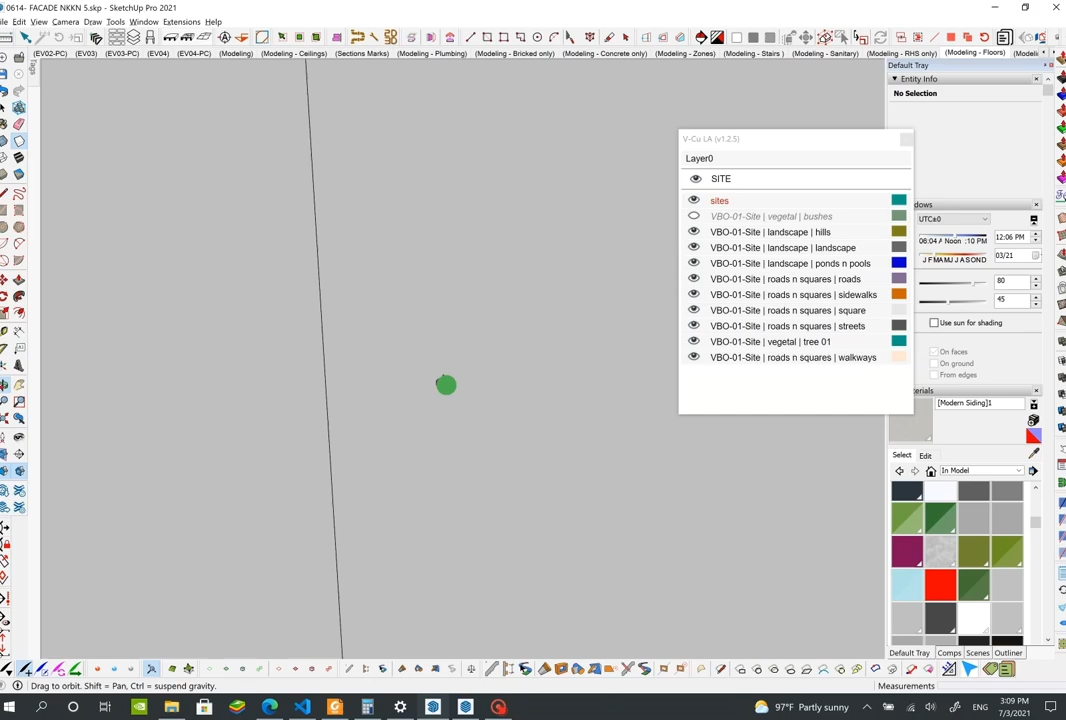 0614- FACADE NKKN 5.skp - SketchUp Pro 2021
Edit View Camera Draw Tools Window Extensions Help
(EV02-PC) (EV03) (EV03-PC) (EV04) (EV04-PC) (Modeling) (Modeling - Ceilings) (Sections Marks) (Modeling - Plumbing) (Modeling - Bricked only) (Modeling - Concrete only) (Modeling - Zones) (Modeling - Stairs ) (Modeling - Sanitary) (Modeling - RHS only) (Modeling - Floors)
Tags
Default Tray
Entity Info
No Selection
V-Cu LA (v1.2.5)
Layer0
SITE
sites
VBO-01-Site | vegetal | bushes
VBO-01-Site | landscape | hills
VBO-01-Site | landscape | landscape
VBO-01-Site | landscape | ponds n pools
VBO-01-Site | roads n squares | roads
VBO-01-Site | roads n squares | sidewalks
VBO-01-Site | roads n squares | square
VBO-01-Site | roads n squares | streets
VBO-01-Site | vegetal | tree 01
VBO-01-Site | roads n squares | walkways
UTC±0
Noon
12:06 PM
J F M A M J J A S O N D
03/21
80
45
Use sun for shading
On faces
On ground
From edges
[Modern Siding]1
Select Edit
In Model
Default Tray Comps Scenes Outliner
Drag to orbit. Shift = Pan, Ctrl = suspend gravity.
Measurements
97°F Partly sunny
ENG
3:09 PM
7/3/2021